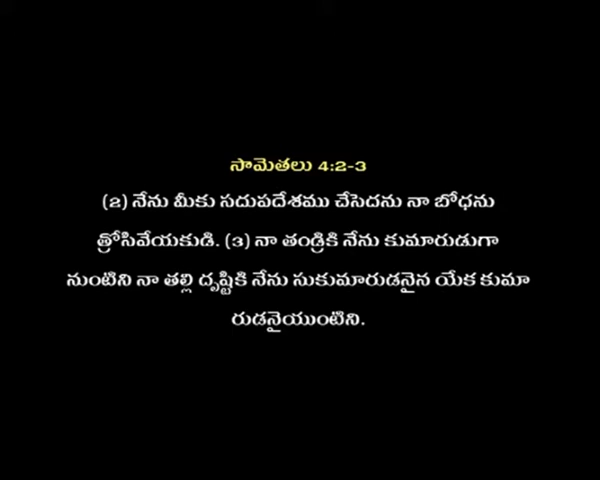 సామెతలు 4:2-3
(2) నేను మీకు సదుపదేశము చేసెదను నా బోధను
త్రోసివేయకుడి. (3) నా తండ్రికి నేను కుమారుడుగా
నుంటిని నా తల్లి దృష్టికి నేను సుకుమారుడనైన యేక కుమా
రుడనైయుంటిని.